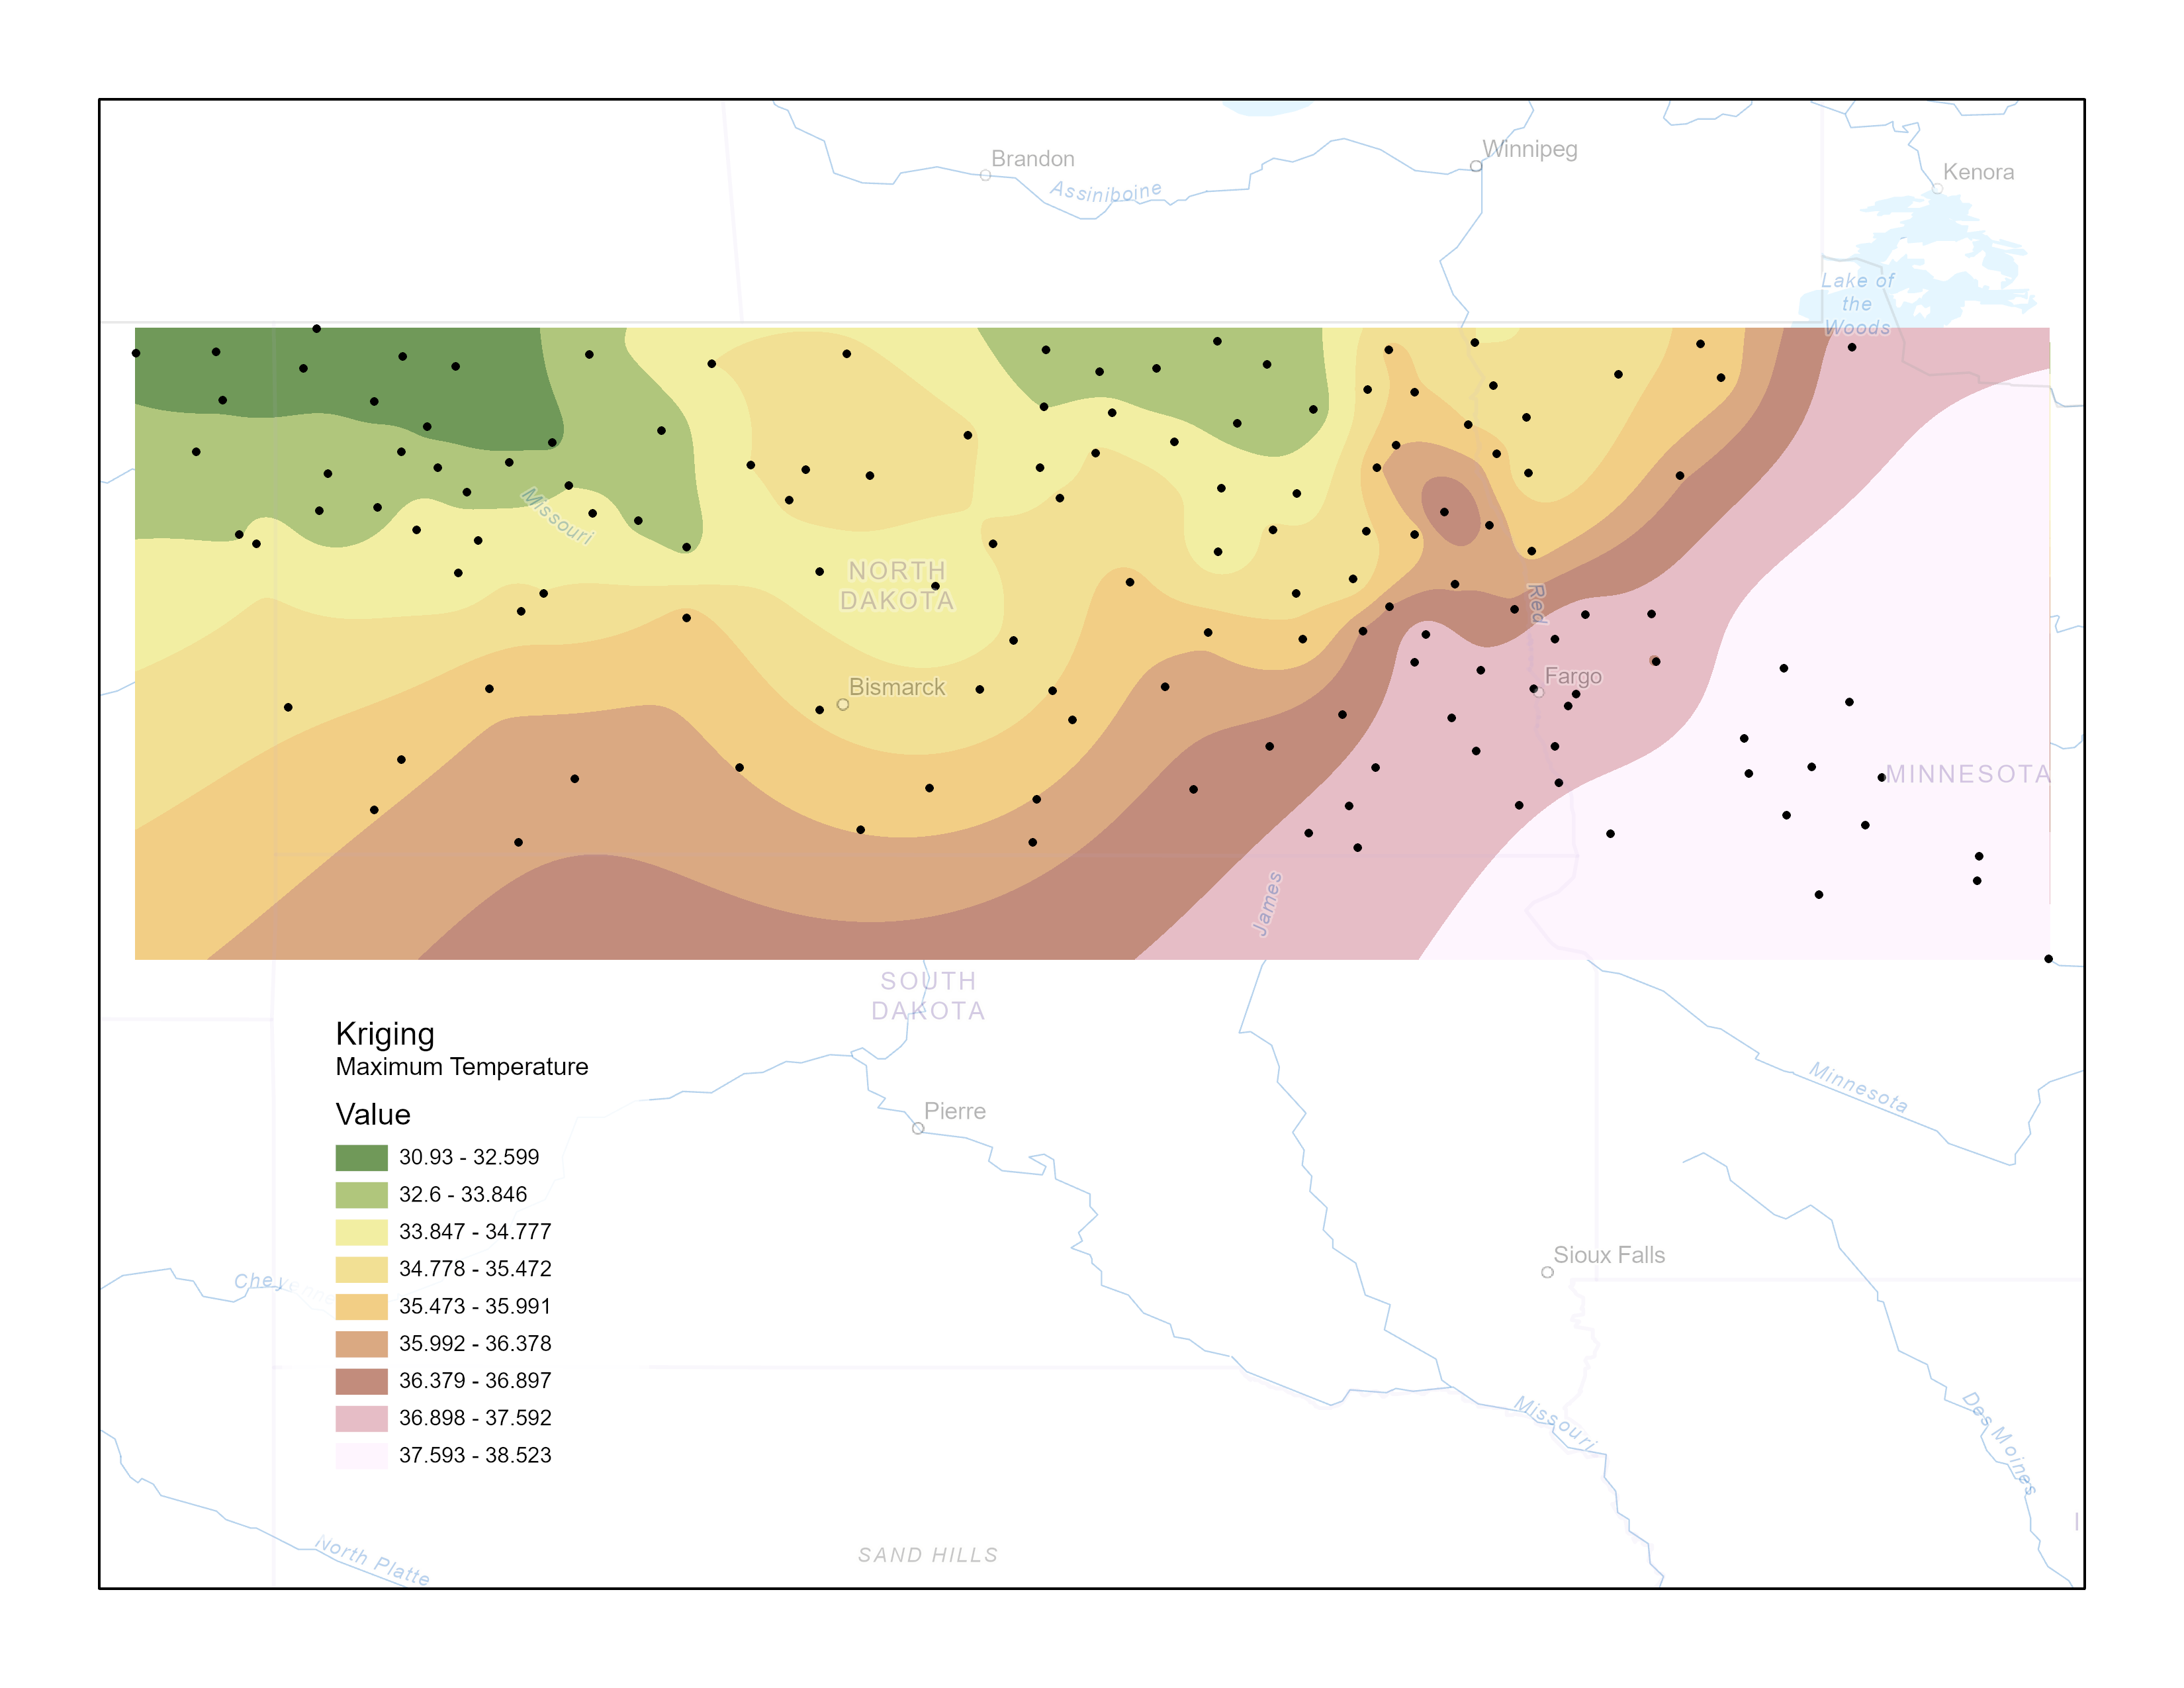 Brandon
Winnipeg
Assiniboine
Kenora
Lake of
the
Woods
Missouri
NORTH
DAKOTA
Red
Bismarck
Fargo
MINNESOTA
James
SOUTH
DAKOTA
Kriging
Maximum Temperature
Value
30.93 - 32.599
32.6 - 33.846
33.847 - 34.777
34.778 - 35.472
35.473 - 35.991
35.992 - 36.378
36.379 - 36.897
36.898 - 37.592
37.593 - 38.523
Pierre
Minnesota
Sioux Falls
Cheyenne
Missouri
Des Moines
North Platte
SAND HILLS